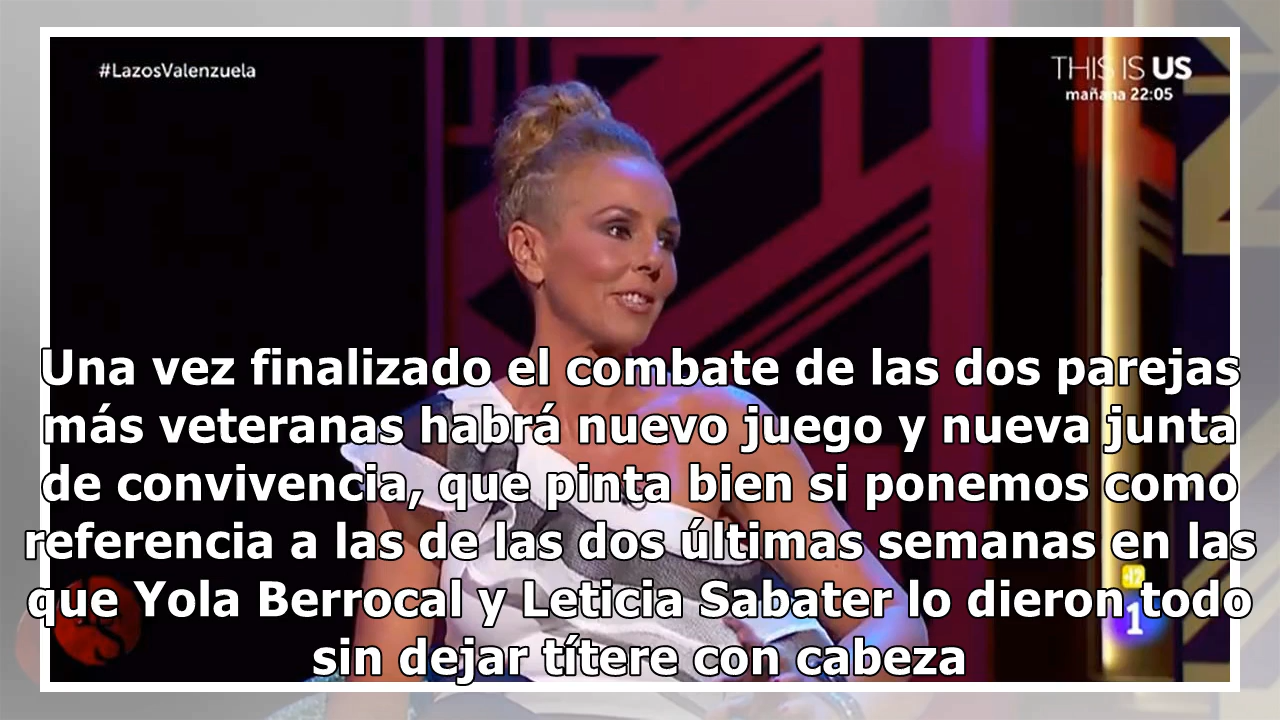 #LazosValenzuela
THIS IS US
mañana 22:05
Una vez finalizado el combate de las dos parejas
más veteranas habrá nuevo juego y nueva junta
de convivencia, que pinta bien si ponemos como
referencia a las de las dos últimas semanas en las
que Yola Berrocal y Leticia Sabater lo dieron todo
sin dejar títere con cabeza
-12
1